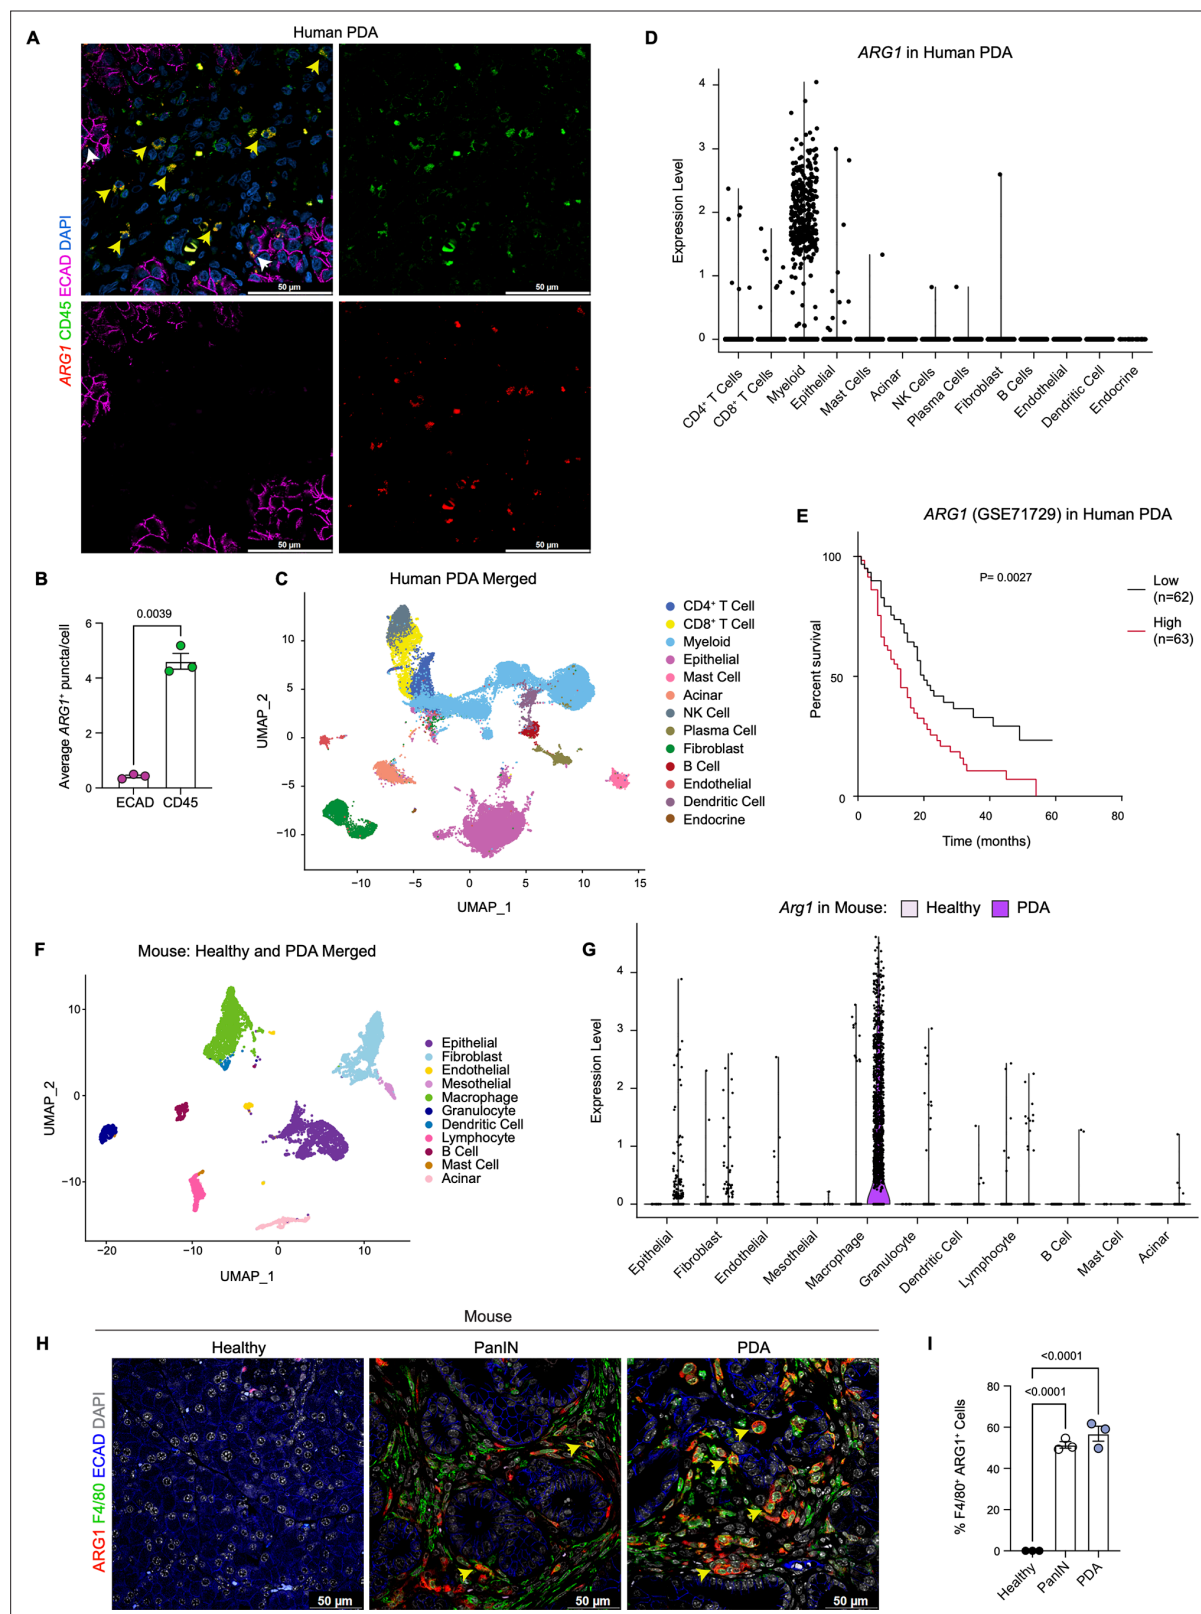 A
Human PDA
ARG1 CD45 ECAD DAPI
50 µm
50 µm
50 µm
50 µm
B
Average ARG1⁺ puncta/cell
0.0039
6
4
2
0
ECAD
CD45
C
Human PDA Merged
UMAP_2
10
5
0
−5
−10
−10
−5
0
5
10
15
UMAP_1
CD4⁺ T Cell
CD8⁺ T Cell
Myeloid
Epithelial
Mast Cell
Acinar
NK Cell
Plasma Cell
Fibroblast
B Cell
Endothelial
Dendritic Cell
Endocrine
D
ARG1 in Human PDA
Expression Level
4
3
2
1
0
CD4⁺ T Cells
CD8⁺ T Cells
Myeloid
Epithelial
Mast Cells
Acinar
NK Cells
Plasma Cells
Fibroblast
B Cells
Endothelial
Dendritic Cell
Endocrine
E
ARG1 (GSE71729) in Human PDA
Percent survival
100
50
0
P= 0.0027
Low
(n=62)
High
(n=63)
0
20
40
60
80
Time (months)
F
Mouse: Healthy and PDA Merged
UMAP_2
10
0
−10
−20
−10
0
10
UMAP_1
Epithelial
Fibroblast
Endothelial
Mesothelial
Macrophage
Granulocyte
Dendritic Cell
Lymphocyte
B Cell
Mast Cell
Acinar
G
Arg1 in Mouse: Healthy PDA
Expression Level
4
3
2
1
0
Epithelial
Fibroblast
Endothelial
Mesothelial
Macrophage
Granulocyte
Dendritic Cell
Lymphocyte
B Cell
Mast Cell
Acinar
Mouse
H
Healthy
PanIN
PDA
ARG1 F4/80 ECAD DAPI
50 µm
50 µm
50 µm
I
% F4/80⁺ ARG1⁺ Cells
<0.0001
<0.0001
80
60
40
20
0
Healthy
PanIN
PDA